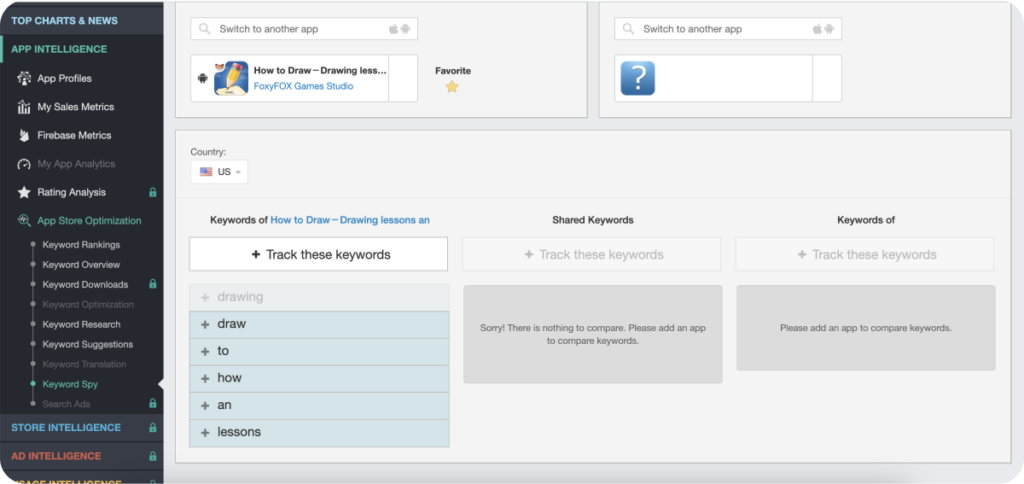 TOP CHARTS & NEWS
APP INTELLIGENCE
App Profiles
My Sales Metrics
Firebase Metrics
My App Analytics
Rating Analysis
App Store Optimization
Keyword Rankings
Keyword Overview
Keyword Downloads
Keyword Optimization
Keyword Research
Keyword Suggestions
Keyword Translation
Keyword Spy
Search Ads
STORE INTELLIGENCE
AD INTELLIGENCE
USAGE INTELLIGENCE
Switch to another app
How to Draw – Drawing less...
FoxyFOX Games Studio
Favorite
Switch to another app
?
Country:
US
Keywords of How to Draw – Drawing lessons an
+ Track these keywords
+ drawing
+ draw
+ to
+ how
+ an
+ lessons
Shared Keywords
+ Track these keywords
Sorry! There is nothing to compare. Please add an app
to compare keywords.
Keywords of
+ Track these keywords
Please add an app to compare keywords.